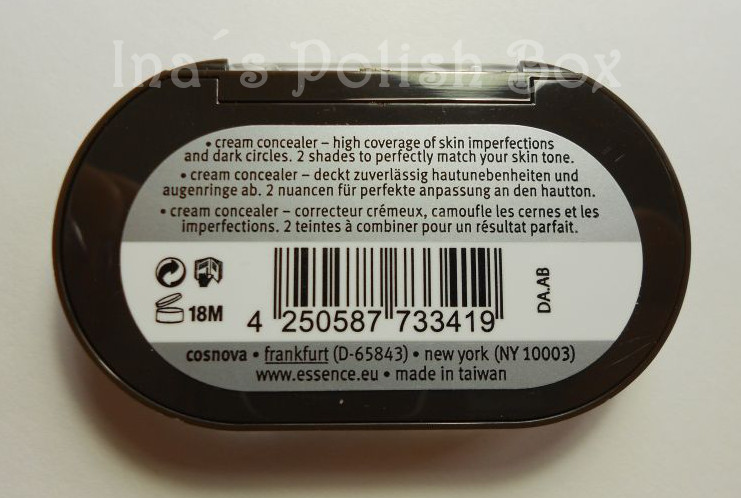 Ina´s Polish Box
• cream concealer – high coverage of skin imperfections
and dark circles. 2 shades to perfectly match your skin tone.
• cream concealer – deckt zuverlässig hautunebenheiten und
augenringe ab. 2 nuancen für perfekte anpassung an den hautton.
• cream concealer – correcteur crémeux, camoufle les cernes et les
imperfections. 2 teintes à combiner pour un résultat parfait.
18M
4 250587 733419
DA.AB
cosnova • frankfurt (D-65843) • new york (NY 10003)
www.essence.eu • made in taiwan